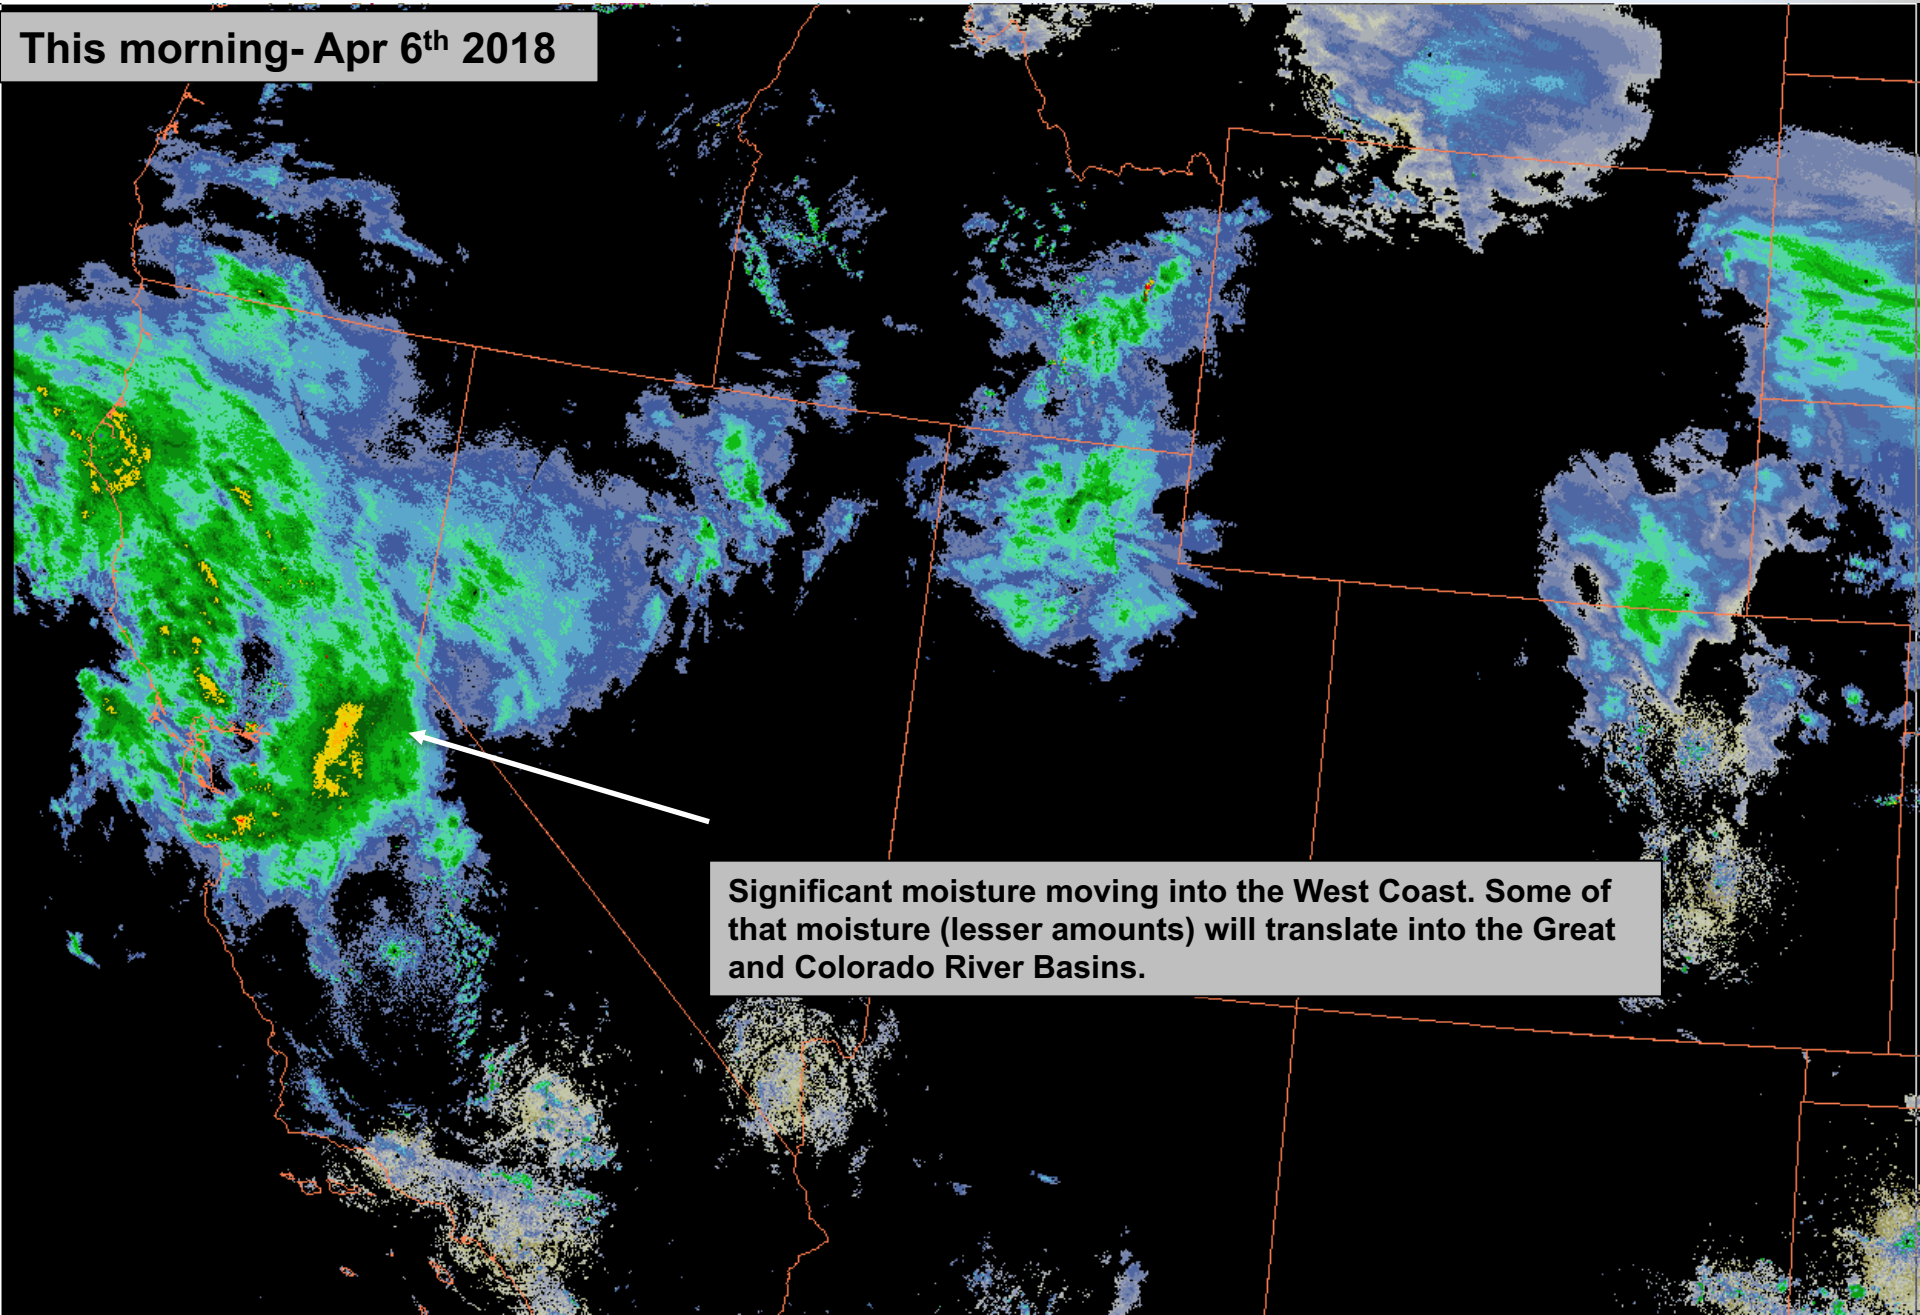 This morning- Apr 6th 2018
Significant moisture moving into the West Coast. Some of
that moisture (lesser amounts) will translate into the Great
and Colorado River Basins.